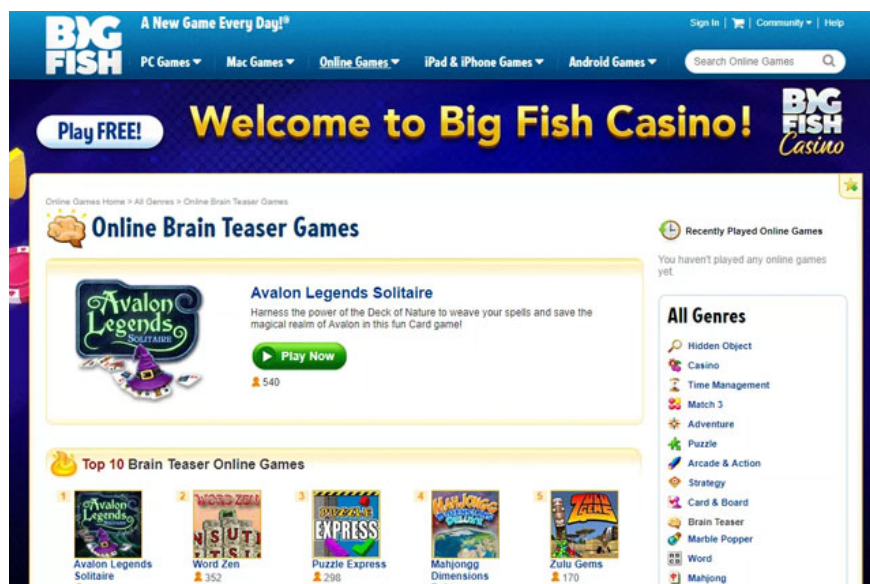 BIG FISH
A New Game Every Day!®
Sign In | | Community | Help
PC Games Mac Games Online Games iPad & iPhone Games Android Games
Search Online Games
Play FREE!
Welcome to Big Fish Casino!
BIG FISH Casino
Online Games Home > All Genres > Online Brain Teaser Games
Online Brain Teaser Games
Avalon Legends Solitaire
Avalon Legends Solitaire
Harness the power of the Deck of Nature to weave your spells and save the
magical realm of Avalon in this fun Card game!
Play Now
540
Top 10 Brain Teaser Online Games
1
Avalon Legends
Avalon Legends
Solitaire
2
WORD ZEN
Word Zen
352
3
PUZZLE
EXPRESS
Puzzle Express
298
4
MAHJONGG
DIMENSIONS
DELUXE
Mahjongg
Dimensions
5
ZULU
GEMS
Zulu Gems
170
Recently Played Online Games
You haven't played any online games
yet.
All Genres
Hidden Object
Casino
Time Management
Match 3
Adventure
Puzzle
Arcade & Action
Strategy
Card & Board
Brain Teaser
Marble Popper
Word
Mahjong